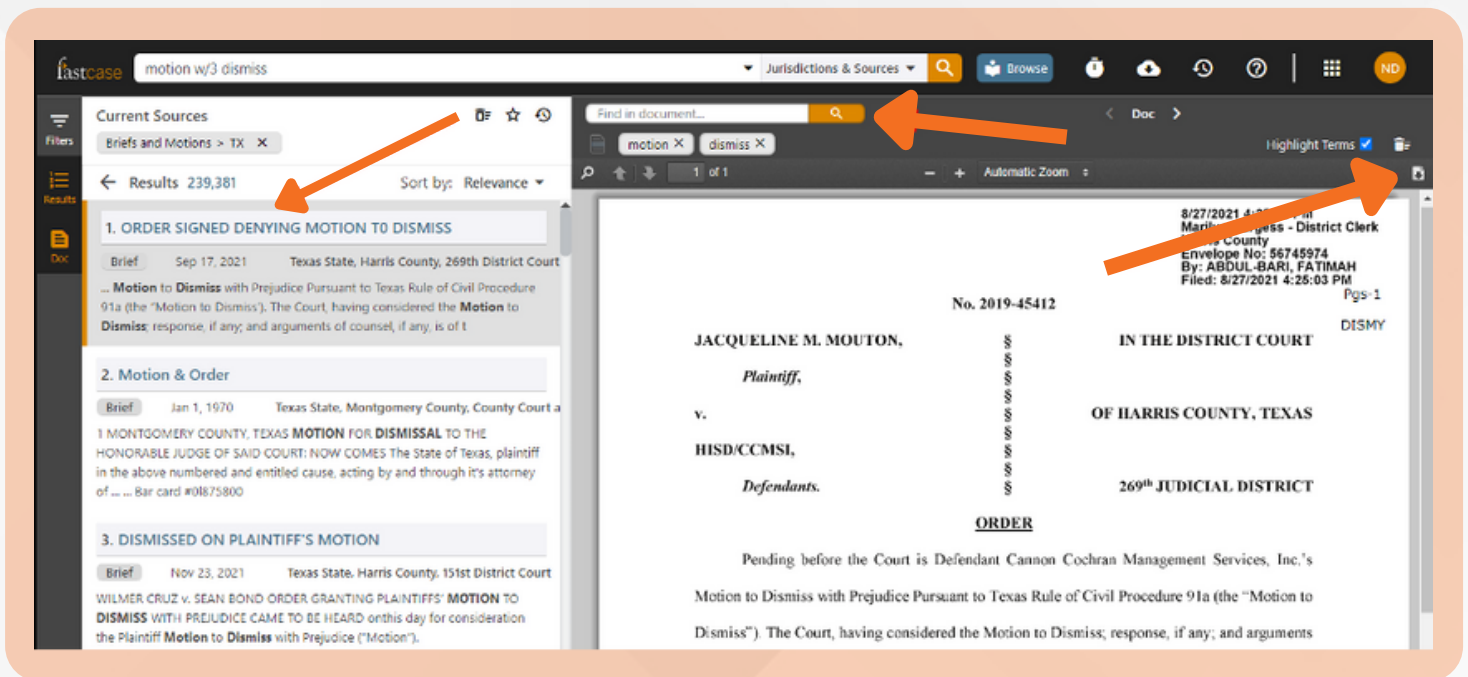 fastcase
motion w/3 dismiss
Jurisdictions & Sources
Browse
ND
Filters
Results
Doc
Current Sources
Briefs and Motions > TX X
Results 239,381
Sort by: Relevance
1. ORDER SIGNED DENYING MOTION T0 DISMISS
Brief Sep 17, 2021 Texas State, Harris County, 269th District Court
... Motion to Dismiss with Prejudice Pursuant to Texas Rule of Civil Procedure
91a (the "Motion to Dismiss'). The Court, having considered the Motion to
Dismiss; response, if any; and arguments of counsel, if any, is of t
2. Motion & Order
Brief Jan 1, 1970 Texas State, Montgomery County, County Court a
1 MONTGOMERY COUNTY, TEXAS MOTION FOR DISMISSAL TO THE
HONORABLE JUDGE OF SAID COURT: NOW COMES The State of Texas, plaintiff
in the above numbered and entitled cause, acting by and through it's attorney
of ... ... Bar card #0l875800
3. DISMISSED ON PLAINTIFF'S MOTION
Brief Nov 23, 2021 Texas State, Harris County, 151st District Court
WILMER CRUZ v. SEAN BOND ORDER GRANTING PLAINTIFFS' MOTION TO
DISMISS WITH PREJUDICE CAME TO BE HEARD onthis day for consideration
the Plaintiff Motion to Dismiss with Prejudice ("Motion").
Find in document...
Doc
motion X dismiss X
Highlight Terms
1 of 1
Automatic Zoom
8/27/2021
District Clerk
County
Envelope No: 56745974
By: ABDUL-BARI, FATIMAH
Filed: 8/27/2021 4:25:03 PM
Pgs-1
DISMY
No. 2019-45412
JACQUELINE M. MOUTON, § IN THE DISTRICT COURT
§
Plaintiff, §
§
v. § OF HARRIS COUNTY, TEXAS
§
HISD/CCMSI, §
§
Defendants. § 269th JUDICIAL DISTRICT
ORDER
Pending before the Court is Defendant Cannon Cochran Management Services, Inc.'s
Motion to Dismiss with Prejudice Pursuant to Texas Rule of Civil Procedure 91a (the "Motion to
Dismiss"). The Court, having considered the Motion to Dismiss; response, if any; and arguments